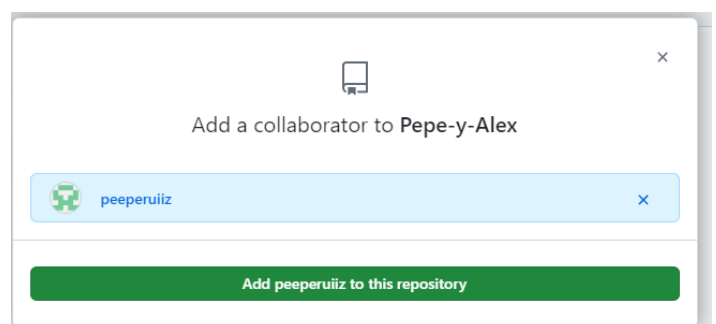 Add a collaborator to Pepe-y-Alex
peeperuiiz
Add peeperuiiz to this repository